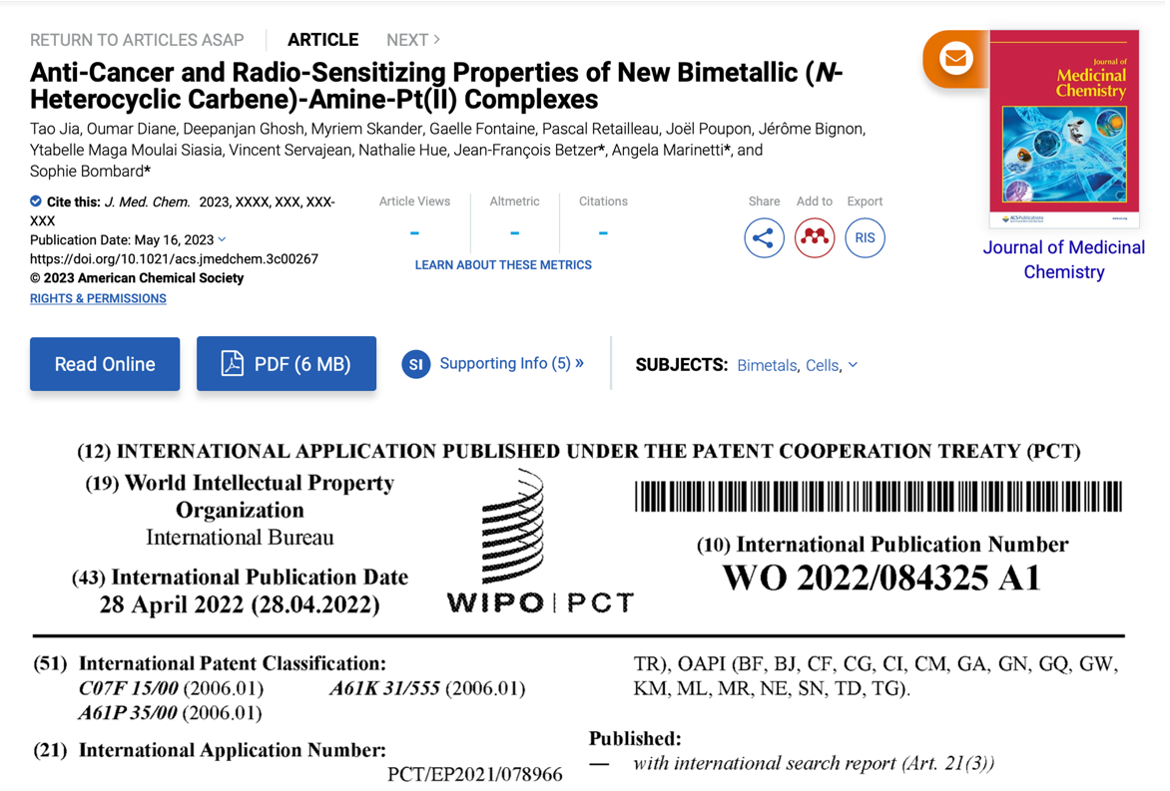 RETURN TO ARTICLES ASAP ARTICLE NEXT >
Anti-Cancer and Radio-Sensitizing Properties of New Bimetallic (N-
Heterocyclic Carbene)-Amine-Pt(II) Complexes
Tao Jia, Oumar Diane, Deepanjan Ghosh, Myriem Skander, Gaelle Fontaine, Pascal Retailleau, Joël Poupon, Jérôme Bignon,
Ytabelle Maga Moulai Siasia, Vincent Servajean, Nathalie Hue, Jean-François Betzer*, Angela Marinetti*, and
Sophie Bombard*
Cite this: J. Med. Chem. 2023, XXXX, XXX, XXX-
XXX
Publication Date: May 16, 2023
https://doi.org/10.1021/acs.jmedchem.3c00267
© 2023 American Chemical Society
RIGHTS & PERMISSIONS
Article Views
-
Altmetric
-
Citations
-
LEARN ABOUT THESE METRICS
Share Add to Export
RIS
Journal of
Medicinal
Chemistry
ACS Publications
Journal of Medicinal
Chemistry
Read Online
PDF (6 MB)
SI Supporting Info (5) »
SUBJECTS: Bimetals, Cells,
(12) INTERNATIONAL APPLICATION PUBLISHED UNDER THE PATENT COOPERATION TREATY (PCT)
(19) World Intellectual Property
Organization
International Bureau
(43) International Publication Date
28 April 2022 (28.04.2022)
WIPO | PCT
(10) International Publication Number
WO 2022/084325 A1
(51) International Patent Classification:
C07F 15/00 (2006.01) A61K 31/555 (2006.01)
A61P 35/00 (2006.01)
(21) International Application Number:
PCT/EP2021/078966
TR), OAPI (BF, BJ, CF, CG, CI, CM, GA, GN, GQ, GW,
KM, ML, MR, NE, SN, TD, TG).
Published:
— with international search report (Art. 21(3))